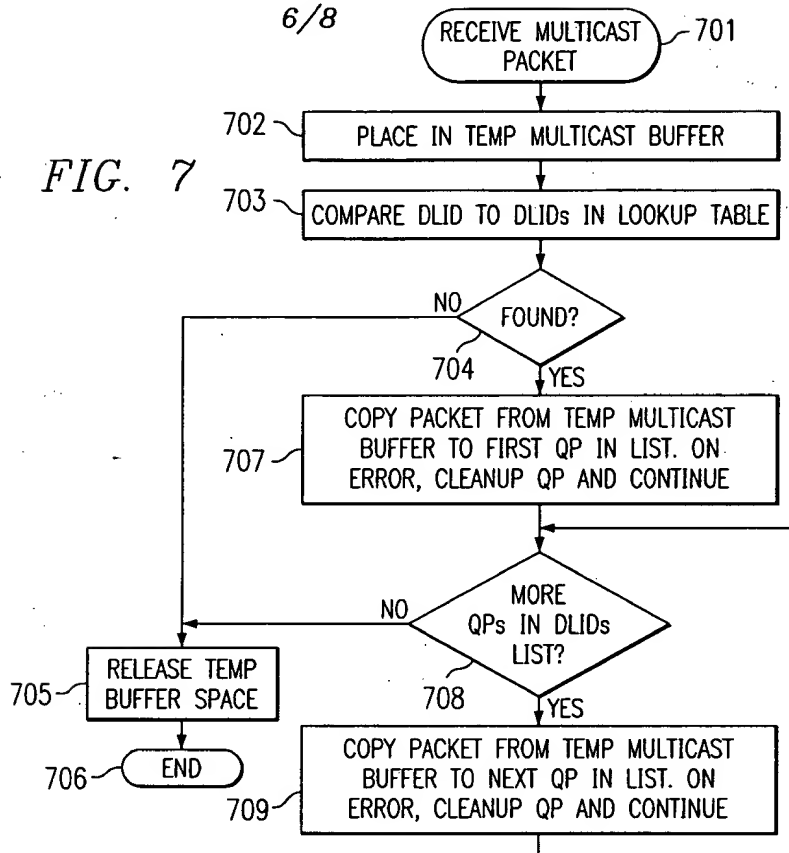 6/8
FIG. 7
RECEIVE MULTICAST
PACKET
701
702
PLACE IN TEMP MULTICAST BUFFER
703
COMPARE DLID TO DLIDs IN LOOKUP TABLE
NO
FOUND?
704
YES
COPY PACKET FROM TEMP MULTICAST
BUFFER TO FIRST QP IN LIST. ON
ERROR, CLEANUP QP AND CONTINUE
707
NO
MORE
QPs IN DLIDs
LIST?
708
YES
RELEASE TEMP
BUFFER SPACE
705
END
706
COPY PACKET FROM TEMP MULTICAST
BUFFER TO NEXT QP IN LIST. ON
ERROR, CLEANUP QP AND CONTINUE
709